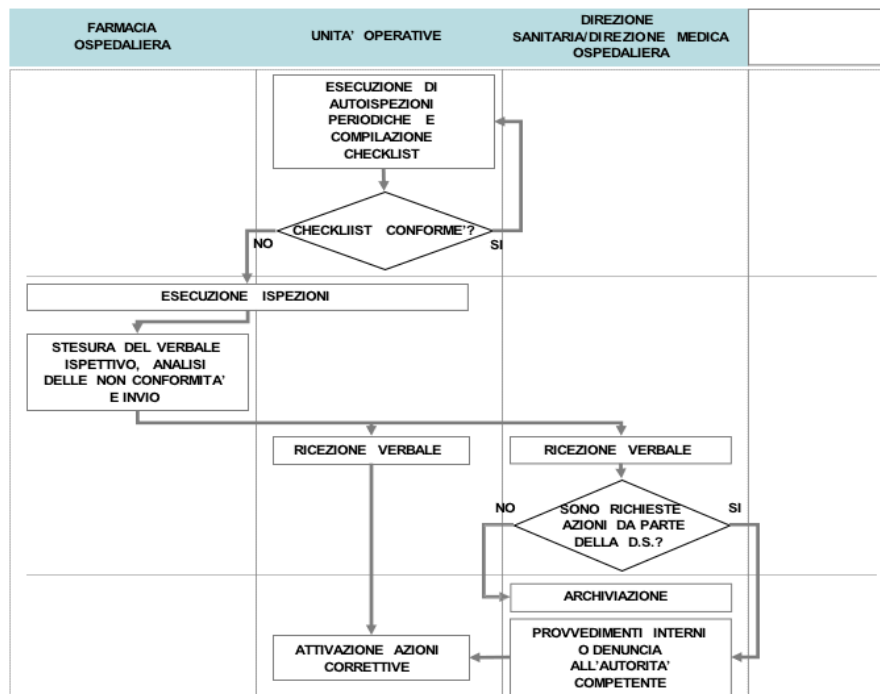 FARMACIA
OSPEDALIERA
UNITA' OPERATIVE
DIREZIONE
SANITARIA/DIREZIONE MEDICA
OSPEDALIERA
ESECUZIONE DI
AUTOISPEZIONI
PERIODICHE E
COMPILAZIONE
CHECKLIST
CHECKLIIST CONFORME'?
NO
SI
ESECUZIONE ISPEZIONI
STESURA DEL VERBALE
ISPETTIVO, ANALISI
DELLE NON CONFORMITA'
E INVIO
RICEZIONE VERBALE
RICEZIONE VERBALE
NO
SONO RICHIESTE
AZIONI DA PARTE
DELLA D.S.?
SI
ARCHIVIAZIONE
ATTIVAZIONE AZIONI
CORRETTIVE
PROVVEDIMENTI INTERNI
O DENUNCIA
ALL'AUTORITA'
COMPETENTE